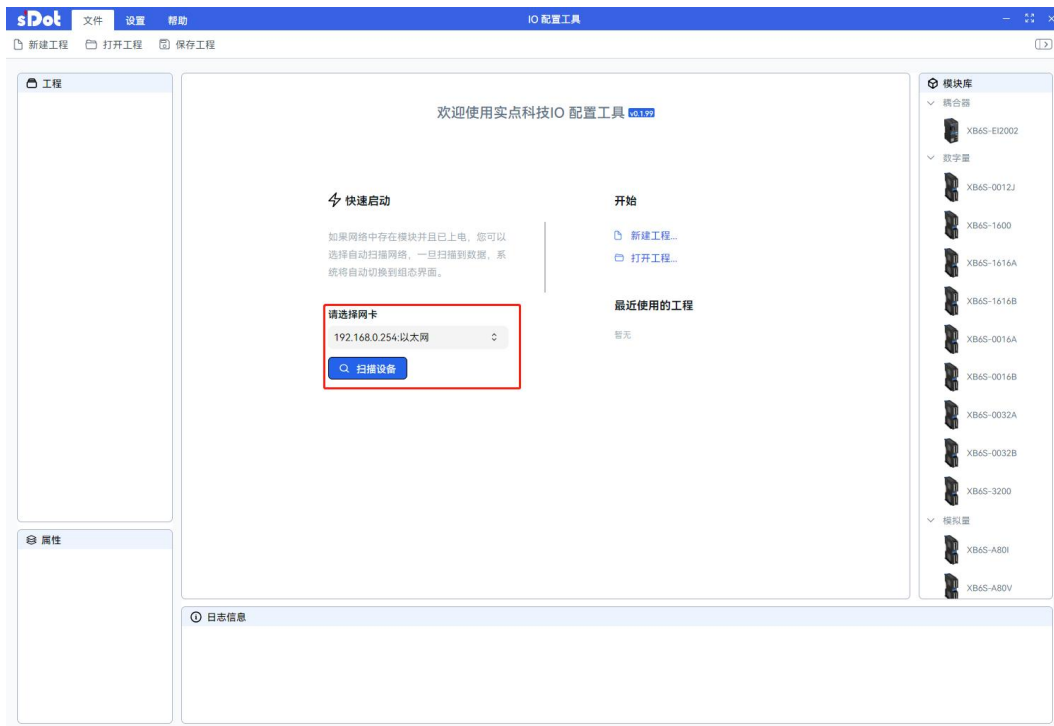 sDot 文件 设置 帮助 IO 配置工具
新建工程 打开工程 保存工程
工程
欢迎使用实点科技IO 配置工具 v0.1.99
快速启动
如果网络中存在模块并且已上电，您可以
选择自动扫描网络，一旦扫描到数据，系
统将自动切换到组态界面。
请选择网卡
192.168.0.254:以太网
扫描设备
开始
新建工程...
打开工程...
最近使用的工程
暂无
模块库
耦合器
XB6S-EI2002
数字量
XB6S-0012J
XB6S-1600
XB6S-1616A
XB6S-1616B
XB6S-0016A
XB6S-0016B
XB6S-0032A
XB6S-0032B
XB6S-3200
模拟量
XB6S-A80I
XB6S-A80V
属性
日志信息